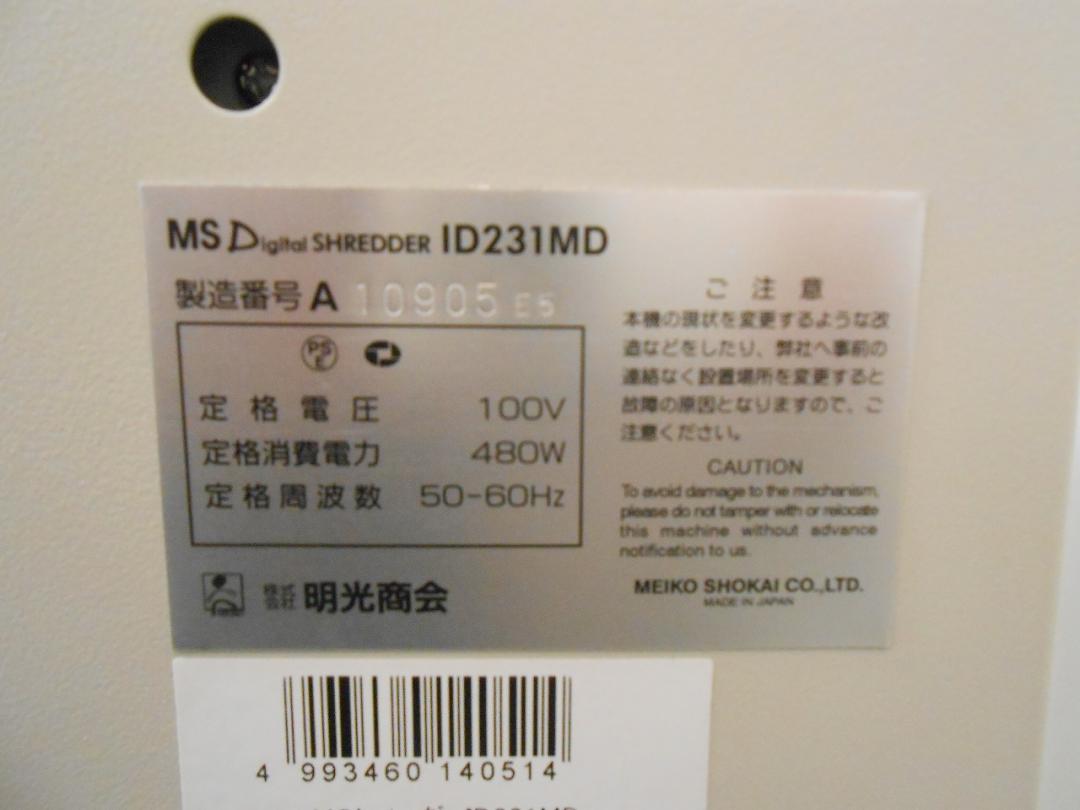 MS Digital SHREDDER ID231MD
製造番号 A 10905 E5
PSE
定格電圧 100V
定格消費電力 480W
定格周波数 50-60Hz
株式会社 明光商会
ご注意
本機の現状を変更するような改
造などをしたり、弊社へ事前の
連絡なく設置場所を変更すると
故障の原因となりますので、ご
注意ください。
CAUTION
To avoid damage to the mechanism,
please do not tamper with or relocate
this machine without advance
notification to us.
MEIKO SHOKAI CO.,LTD.
MADE IN JAPAN
4 993460 140514